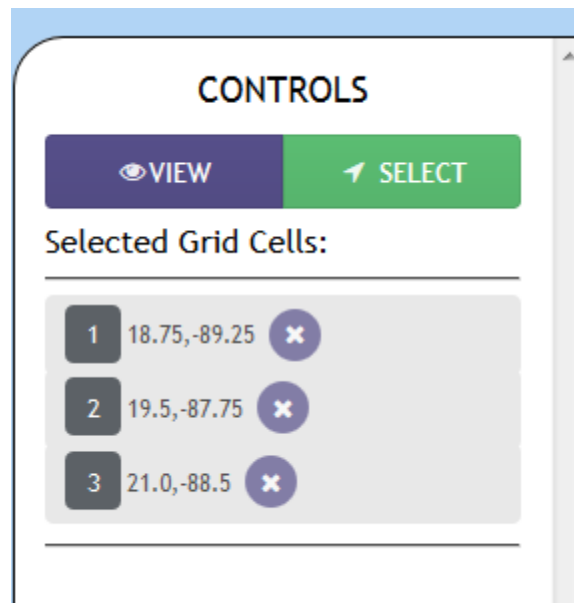 CONTROLS
VIEW SELECT
Selected Grid Cells:
1 18.75,-89.25
2 19.5,-87.75
3 21.0,-88.5